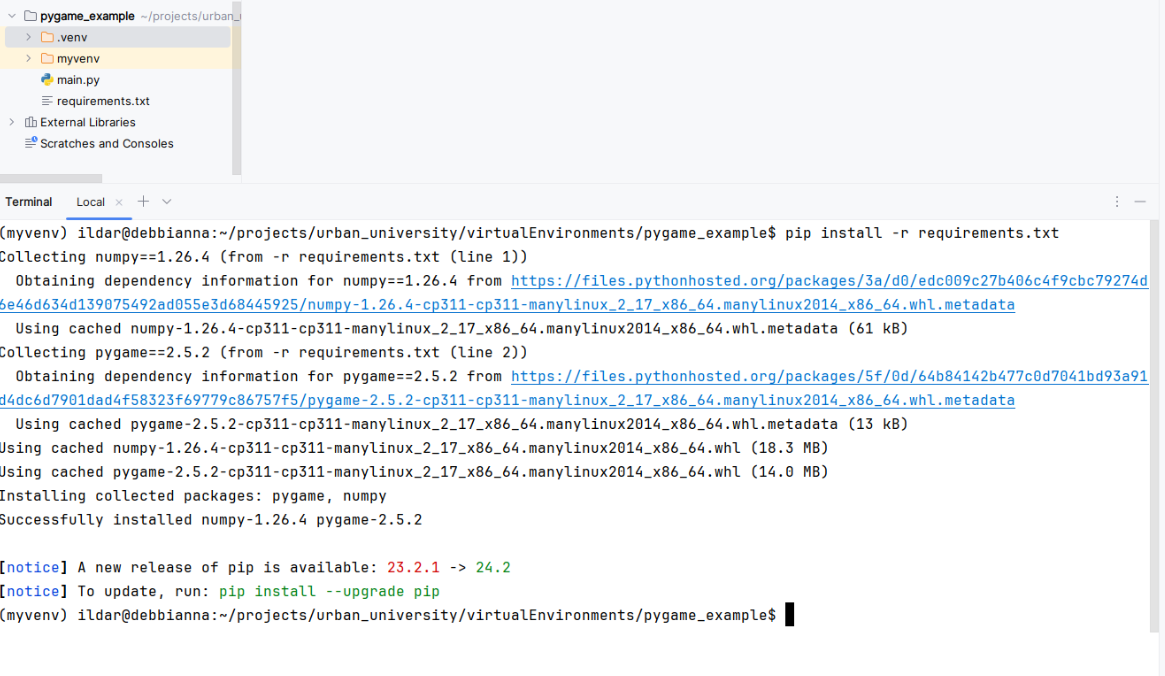 pygame_example ~/projects/urban_u
.venv
myvenv
main.py
requirements.txt
External Libraries
Scratches and Consoles
Terminal Local
(myvenv) ildar@debbianna:~/projects/urban_university/virtualEnvironments/pygame_example$ pip install -r requirements.txt
Collecting numpy==1.26.4 (from -r requirements.txt (line 1))
Obtaining dependency information for numpy==1.26.4 from https://files.pythonhosted.org/packages/3a/d0/edc009c27b406c4f9cbc79274d
6e46d634d139075492ad055e3d68445925/numpy-1.26.4-cp311-cp311-manylinux_2_17_x86_64.manylinux2014_x86_64.whl.metadata
Using cached numpy-1.26.4-cp311-cp311-manylinux_2_17_x86_64.manylinux2014_x86_64.whl.metadata (61 kB)
Collecting pygame==2.5.2 (from -r requirements.txt (line 2))
Obtaining dependency information for pygame==2.5.2 from https://files.pythonhosted.org/packages/5f/0d/64b84142b477c0d7041bd93a91
d4dc6d7901dad4f58323f69779c86757f5/pygame-2.5.2-cp311-cp311-manylinux_2_17_x86_64.manylinux2014_x86_64.whl.metadata
Using cached pygame-2.5.2-cp311-cp311-manylinux_2_17_x86_64.manylinux2014_x86_64.whl.metadata (13 kB)
Using cached numpy-1.26.4-cp311-cp311-manylinux_2_17_x86_64.manylinux2014_x86_64.whl (18.3 MB)
Using cached pygame-2.5.2-cp311-cp311-manylinux_2_17_x86_64.manylinux2014_x86_64.whl (14.0 MB)
Installing collected packages: pygame, numpy
Successfully installed numpy-1.26.4 pygame-2.5.2
[notice] A new release of pip is available: 23.2.1 -> 24.2
[notice] To update, run: pip install --upgrade pip
(myvenv) ildar@debbianna:~/projects/urban_university/virtualEnvironments/pygame_example$